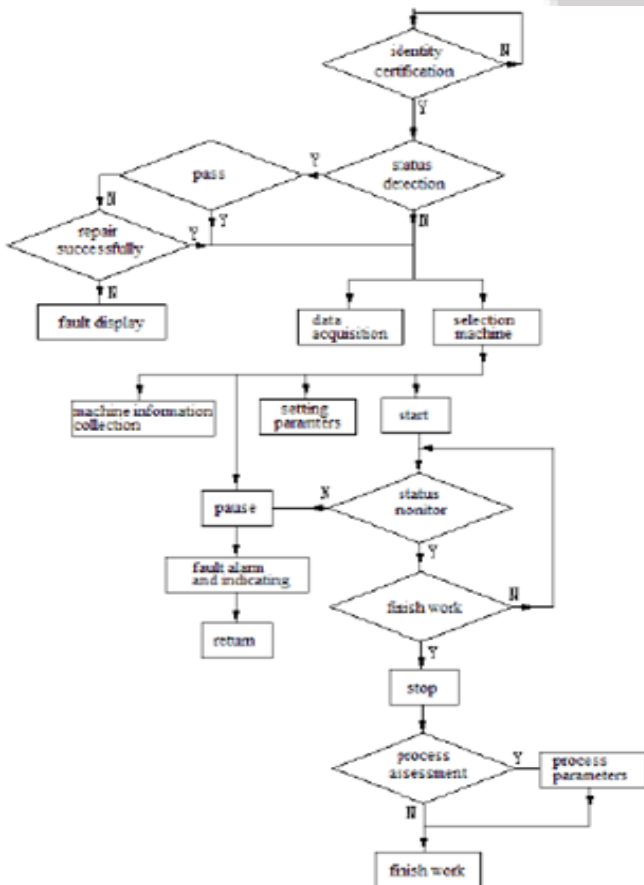 identity
certification
N
Y
status
detection
Y
pass
N
Y
N
repair
successfully
Y
N
fault display
data
acquisition
selection
machine
machine information
collection
setting
paramters
start
pause
N
status
monitor
Y
fault alarm
and indicating
finish work
N
return
Y
stop
process
assessment
Y
process
parameters
N
finish work